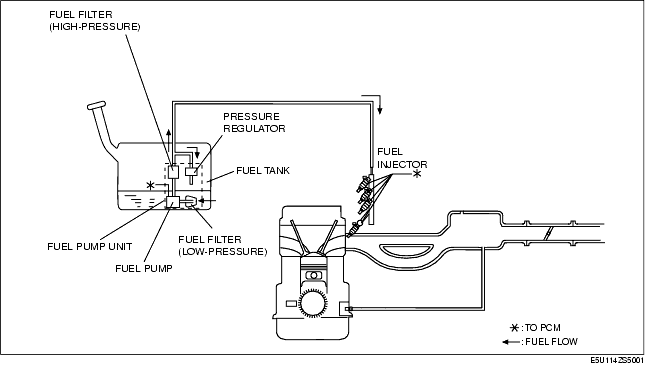 FUEL FILTER
(HIGH-PRESSURE)
PRESSURE
REGULATOR
FUEL
INJECTOR
FUEL TANK
FUEL PUMP UNIT
FUEL FILTER
(LOW-PRESSURE)
FUEL PUMP
: TO PCM
: FUEL FLOW
E5U114ZS5001